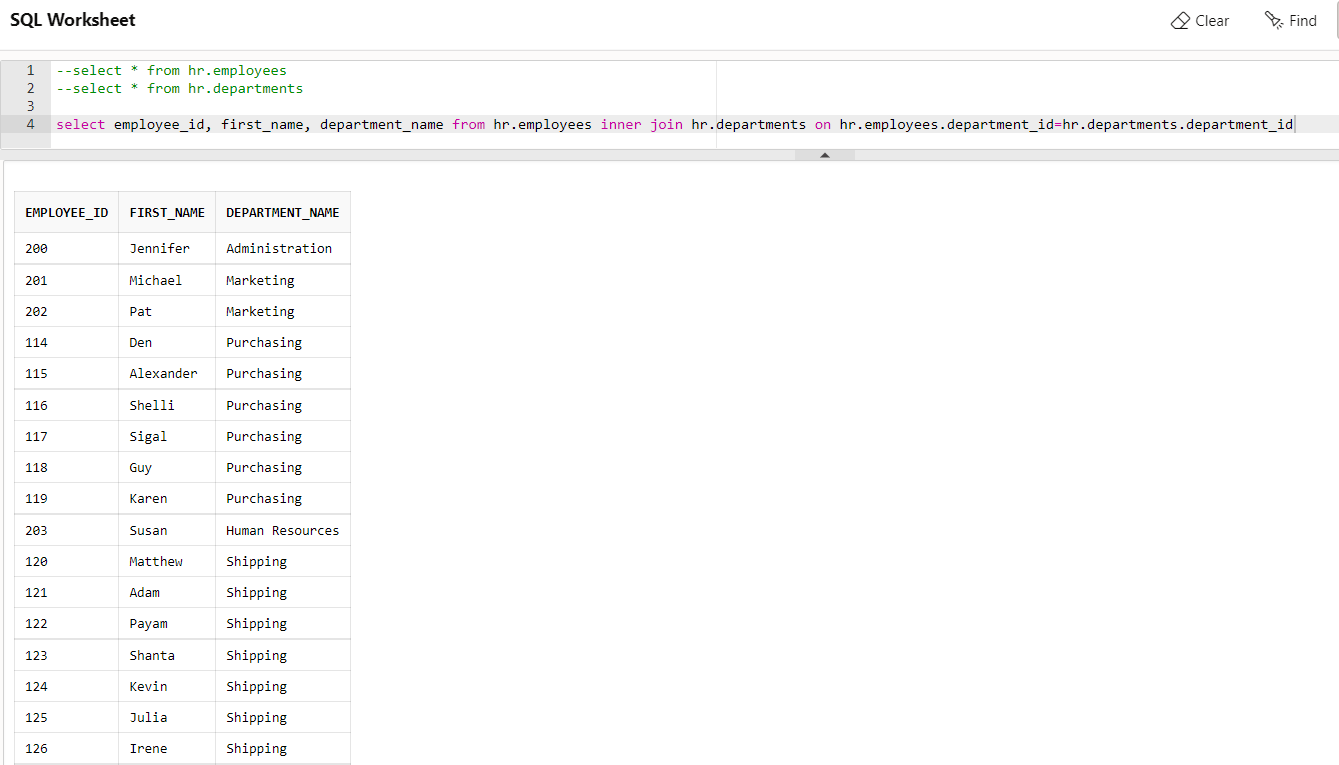 SQL Worksheet
Clear Find
1 --select * from hr.employees
2 --select * from hr.departments
3
4 select employee_id, first_name, department_name from hr.employees inner join hr.departments on hr.employees.department_id=hr.departments.department_id
EMPLOYEE_ID FIRST_NAME DEPARTMENT_NAME
200 Jennifer Administration
201 Michael Marketing
202 Pat Marketing
114 Den Purchasing
115 Alexander Purchasing
116 Shelli Purchasing
117 Sigal Purchasing
118 Guy Purchasing
119 Karen Purchasing
203 Susan Human Resources
120 Matthew Shipping
121 Adam Shipping
122 Payam Shipping
123 Shanta Shipping
124 Kevin Shipping
125 Julia Shipping
126 Irene Shipping